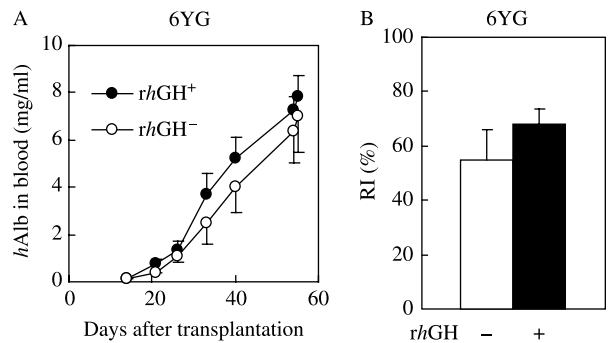 A
6YG
hAlb in blood (mg/ml)
10
8
6
4
2
0
rhGH+
rhGH−
0
20
40
60
Days after transplantation
B
6YG
RI (%)
100
80
60
40
20
0
rhGH − +